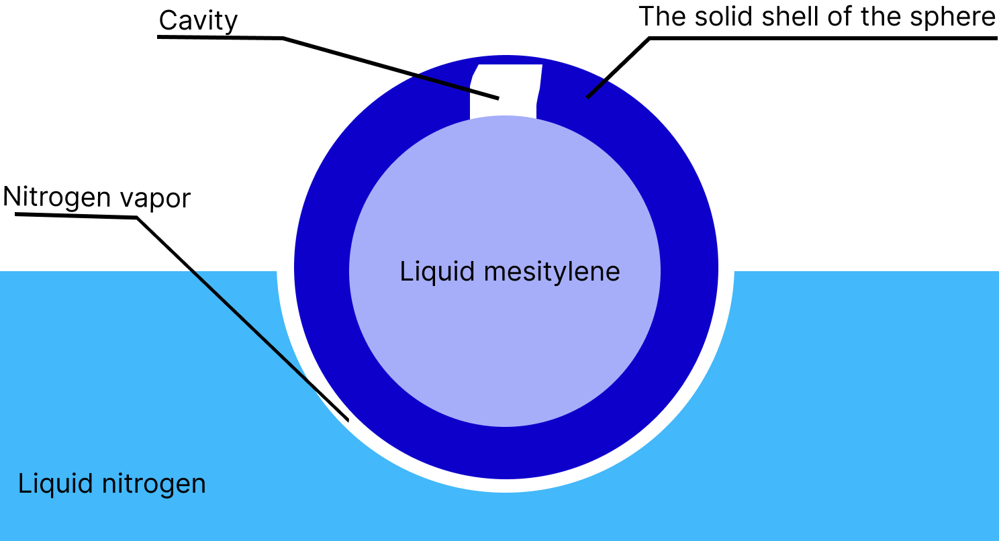 Cavity
The solid shell of the sphere
Nitrogen vapor
Liquid mesitylene
Liquid nitrogen